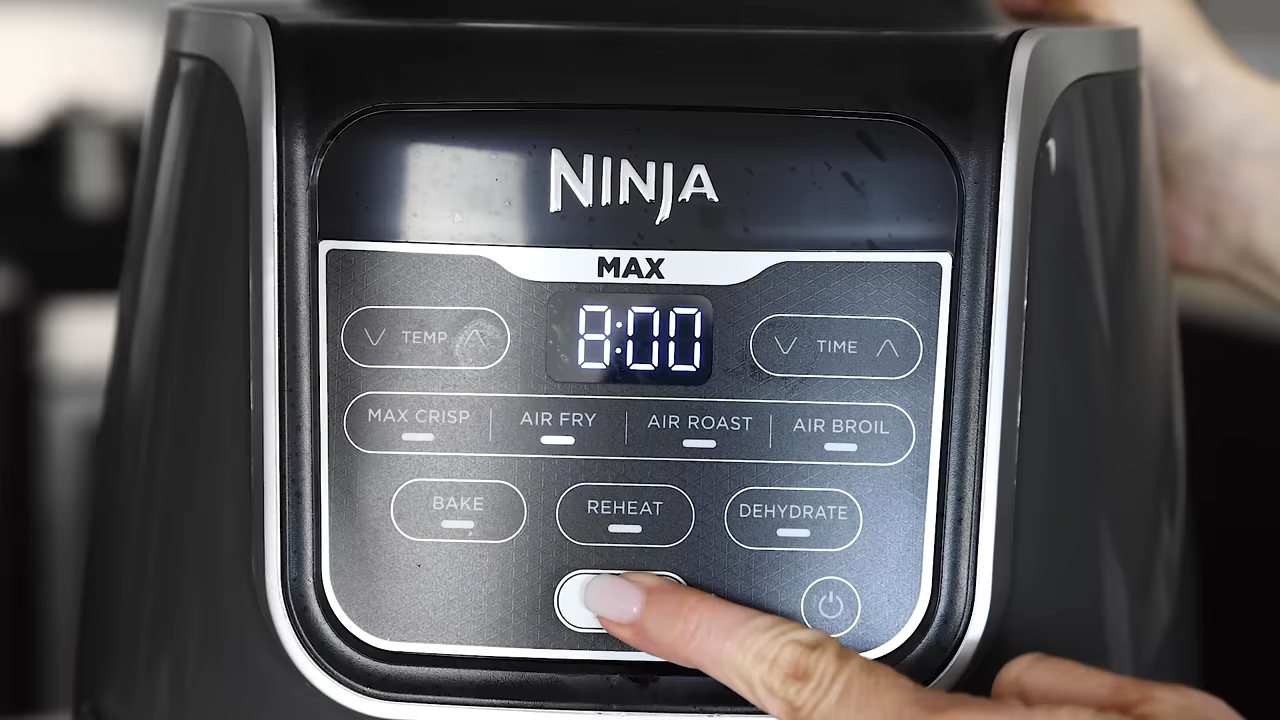 NINJA
MAX
TEMP 8:00 TIME
MAX CRISP AIR FRY AIR ROAST AIR BROIL
BAKE REHEAT DEHYDRATE